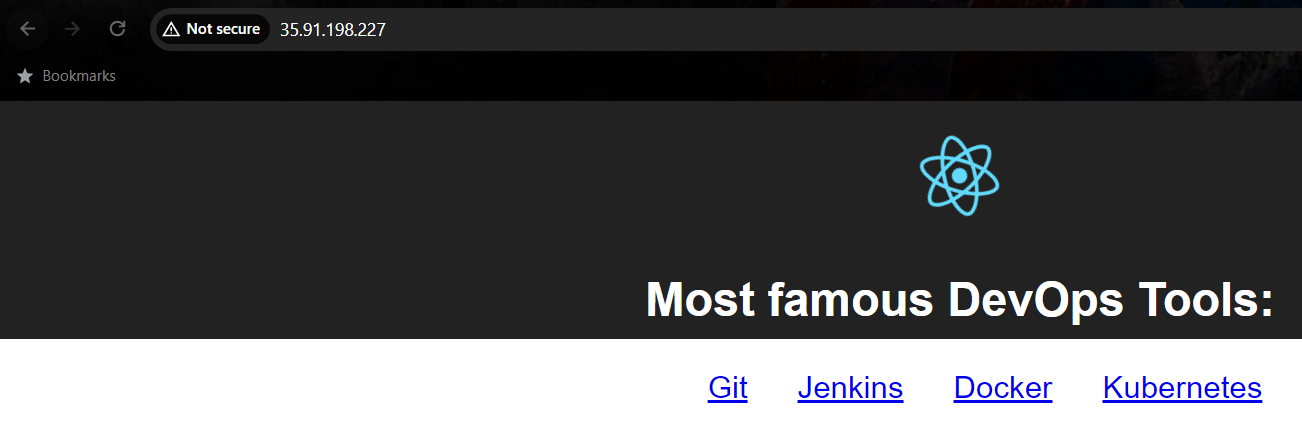 Not secure 35.91.198.227
Bookmarks
Most famous DevOps Tools:
Git Jenkins Docker Kubernetes